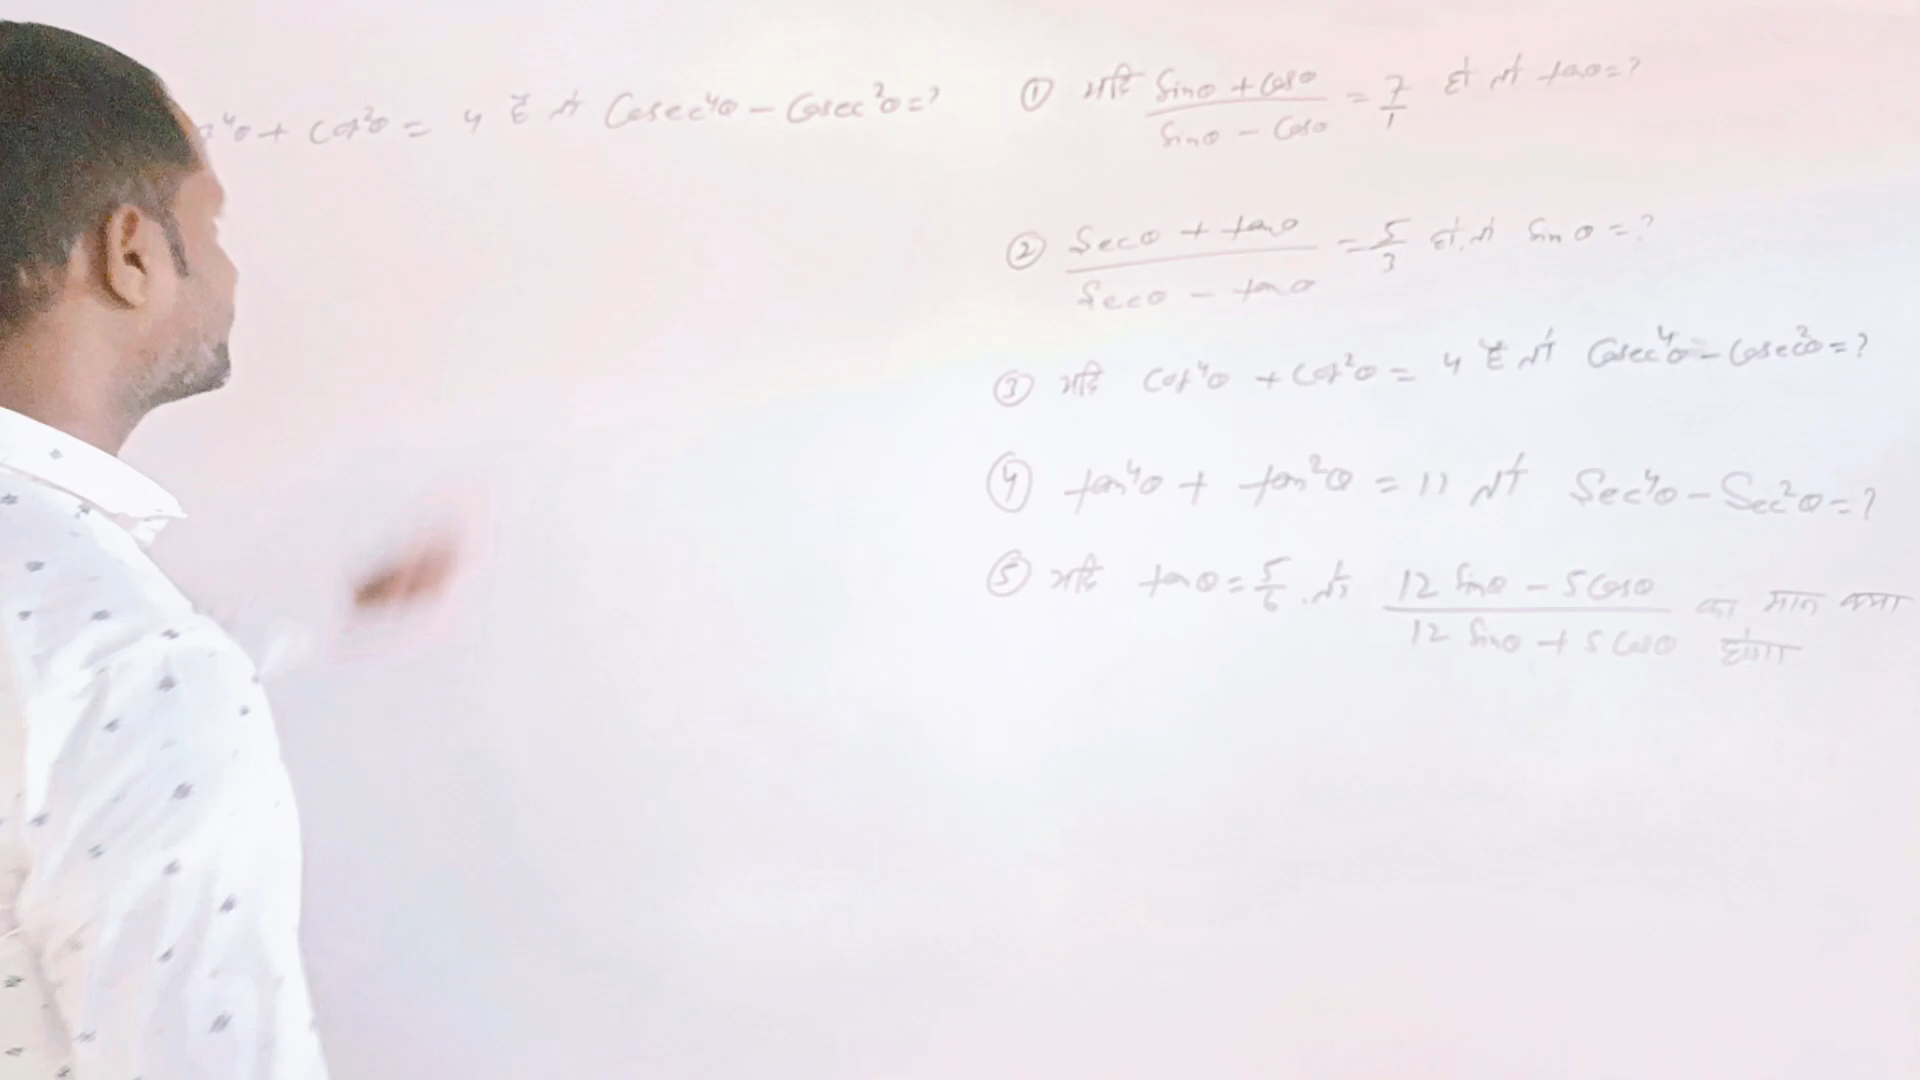 ⁴θ + cot²θ = 4 है तो Cosec⁴θ - Cosec²θ = ?
① यदि (Sinθ + Cosθ)/(Sinθ - Cosθ) = 7/1 हो तो tanθ = ?
② (Secθ + tanθ)/(Secθ - tanθ) = 5/3 हो तो Sinθ = ?
③ यदि Cot⁴θ + Cot²θ = 4 है तो Cosec⁴θ - Cosec²θ = ?
④ tan⁴θ + tan²θ = 11 तो Sec⁴θ - Sec²θ = ?
⑤ यदि tanθ = 5/6 तो (12 Sinθ - 5 Cosθ)/(12 Sinθ + 5 Cosθ) का मान क्या
होगा